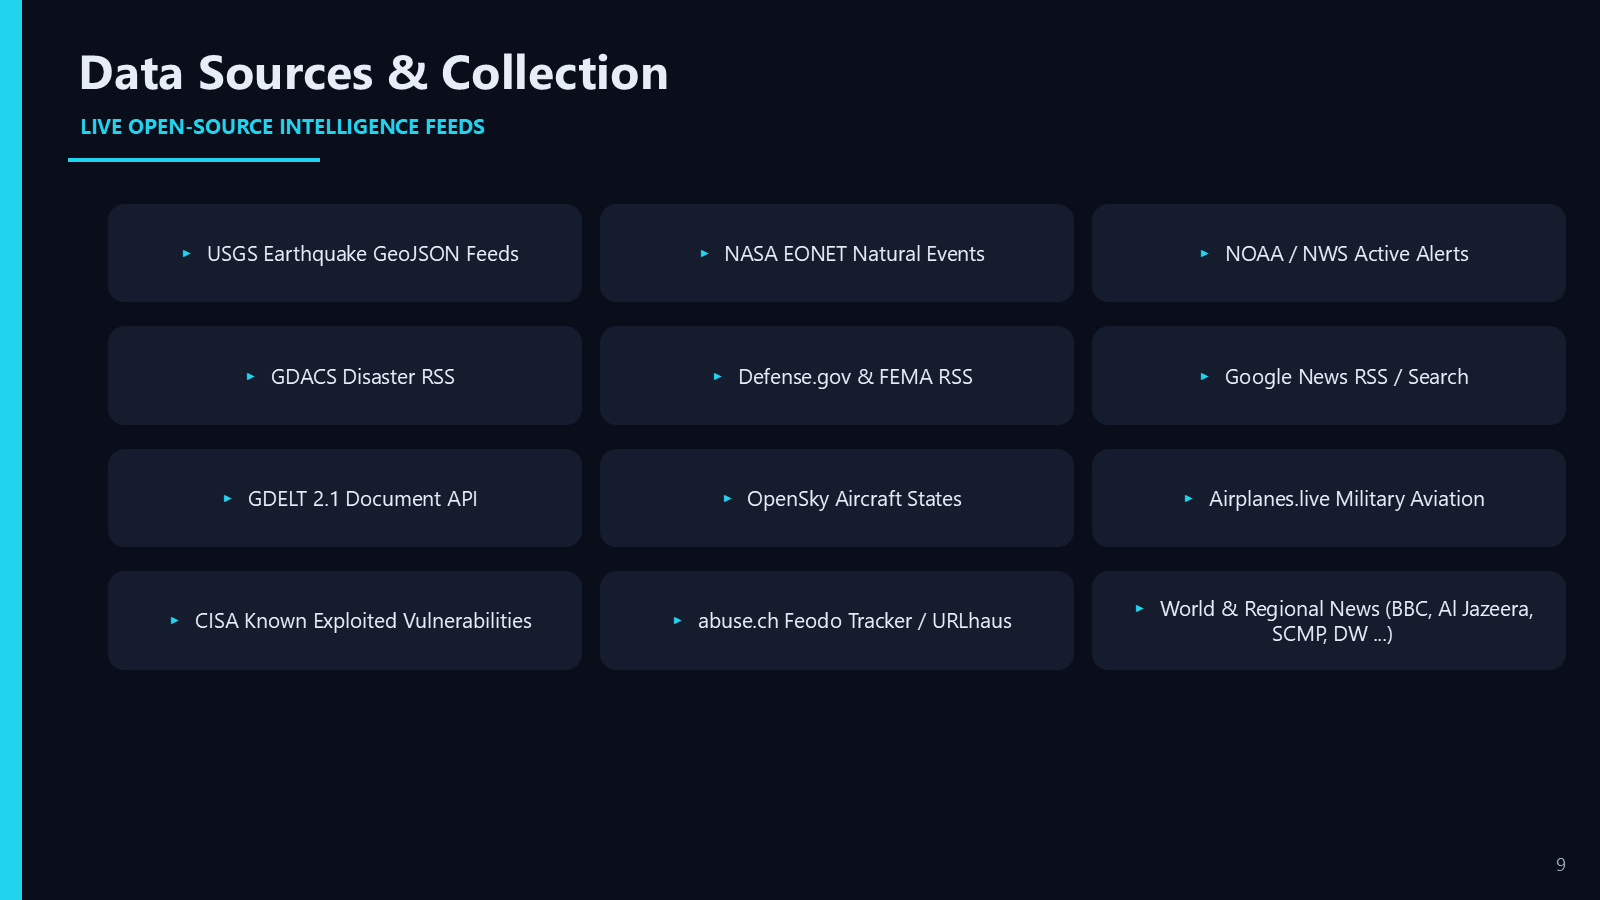 Data Sources & Collection
LIVE OPEN-SOURCE INTELLIGENCE FEEDS
▸ USGS Earthquake GeoJSON Feeds
▸ NASA EONET Natural Events
▸ NOAA / NWS Active Alerts
▸ GDACS Disaster RSS
▸ Defense.gov & FEMA RSS
▸ Google News RSS / Search
▸ GDELT 2.1 Document API
▸ OpenSky Aircraft States
▸ Airplanes.live Military Aviation
▸ CISA Known Exploited Vulnerabilities
▸ abuse.ch Feodo Tracker / URLhaus
▸ World & Regional News (BBC, Al Jazeera,
SCMP, DW ...)
9